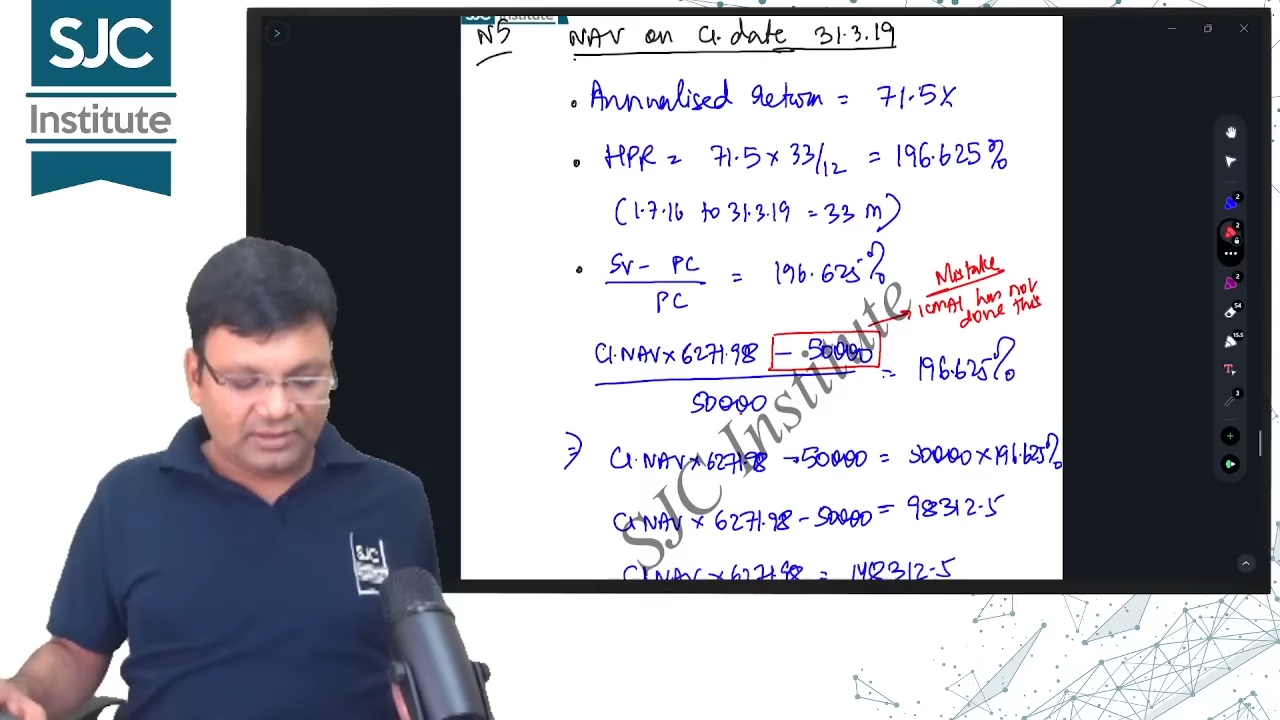 SJC
Institute
SJC
Institute
N5 NAV on Cl. date 31.3.19
• Annualised Return = 71.5%
• HPR = 71.5 × 33/12 = 196.625%
(1.7.16 to 31.3.19 = 33 m)
• SV - PC / PC = 196.625%
Mistake
ICMAI has not
done this
Cl. NAV × 6271.98 - 50000 / 50000 = 196.625%
⇒ Cl. NAV × 6271.98 - 50000 = 50000 × 196.625%
Cl. NAV × 6271.98 - 50000 = 98312.5
Cl. NAV × 6271.98 = 148312.5
SJC Institute
SJC